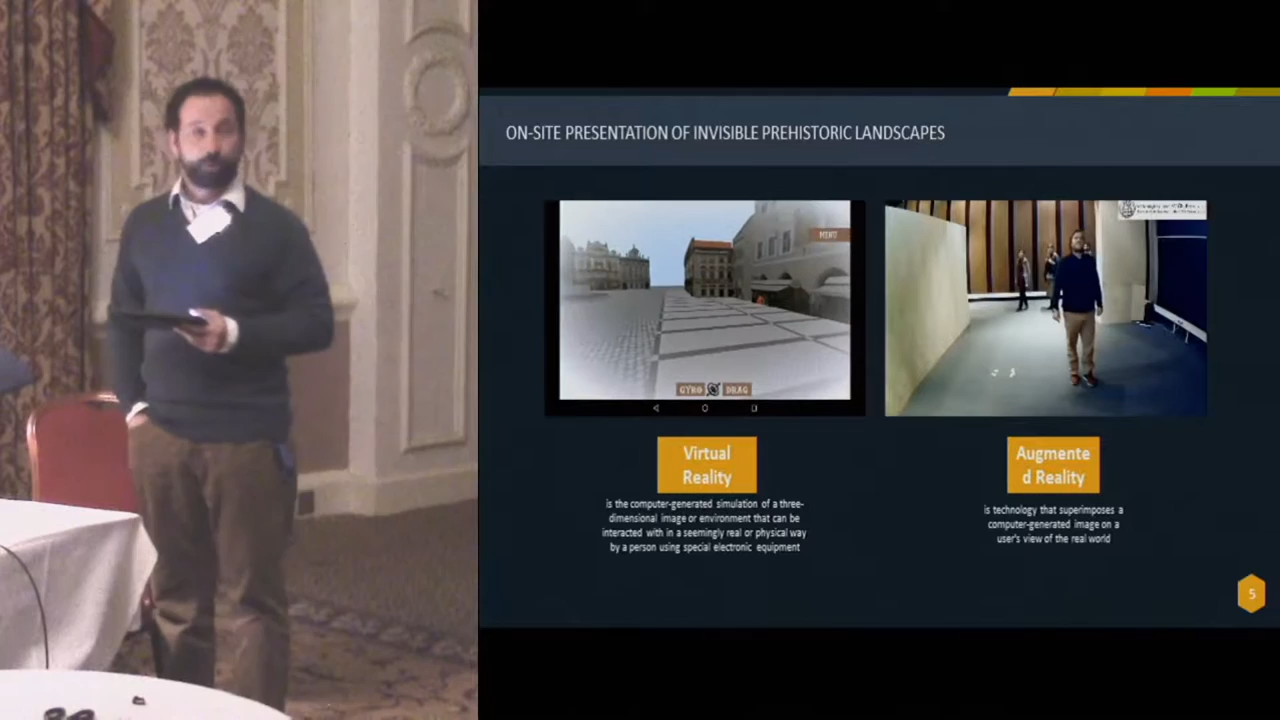 ON-SITE PRESENTATION OF INVISIBLE PREHISTORIC LANDSCAPES
MENU
GYRO DRAG
Virtual
Reality
is the computer-generated simulation of a three-
dimensional image or environment that can be
interacted with in a seemingly real or physical way
by a person using special electronic equipment
Augmente
d Reality
is technology that superimposes a
computer-generated image on a
user's view of the real world
5